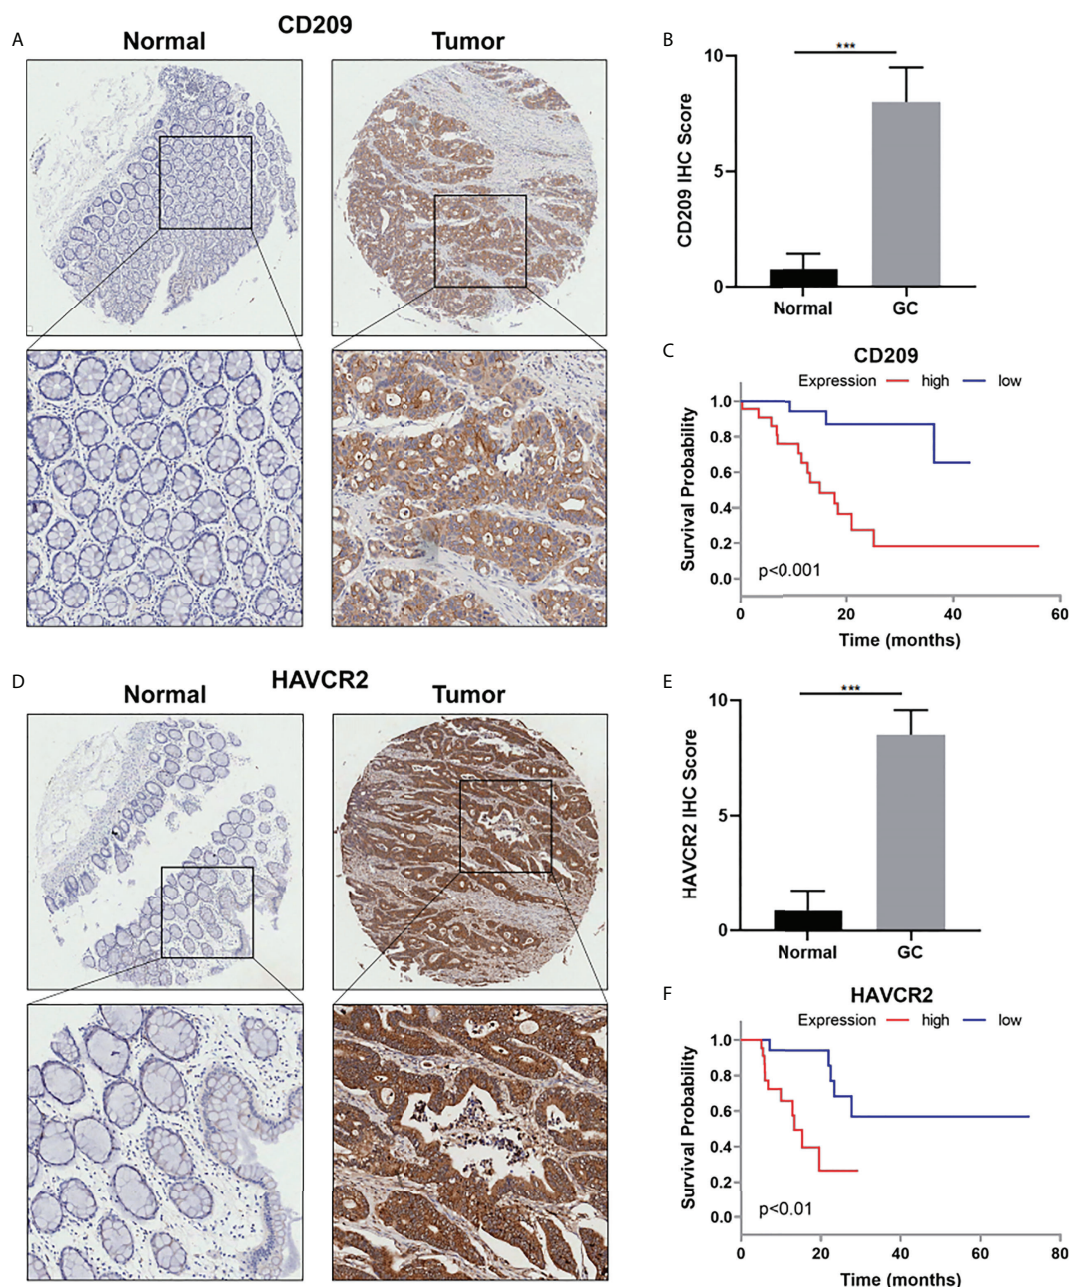 A
CD209
Normal
Tumor
B
***
10
5
0
CD209 IHC Score
Normal
GC
C
CD209
Expression
high
low
1.0
0.8
0.6
0.4
0.2
0.0
Survival Probability
p<0.001
0
20
40
60
Time (months)
D
HAVCR2
Normal
Tumor
E
***
10
5
0
HAVCR2 IHC Score
Normal
GC
F
HAVCR2
Expression
high
low
1.0
0.8
0.6
0.4
0.2
0.0
Survival Probability
p<0.01
0
20
40
60
80
Time (months)